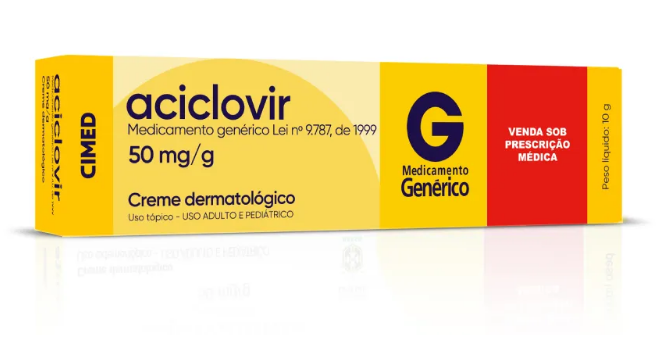 aciclovir
50 mg/g
Creme dermatológico
CIMED
aciclovir
Medicamento genérico Lei nº 9.787, de 1999
50 mg/g
Creme dermatológico
Uso tópico - USO ADULTO E PEDIÁTRICO
G
Medicamento
Genérico
VENDA SOB
PRESCRIÇÃO
MÉDICA
Peso líquido: 10 g